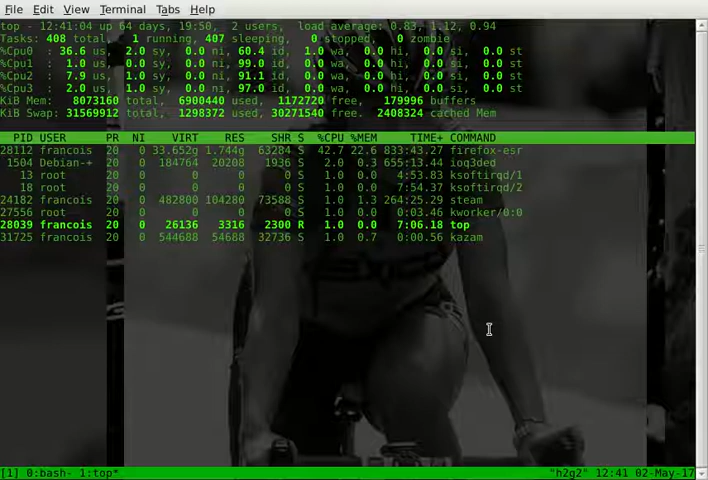 File Edit View Terminal Tabs Help
top - 12:41:04 up 64 days, 19:50, 2 users, load average: 0.83, 1.12, 0.94
Tasks: 408 total, 1 running, 407 sleeping, 0 stopped, 0 zombie
%Cpu0 : 36.6 us, 2.0 sy, 0.0 ni, 60.4 id, 1.0 wa, 0.0 hi, 0.0 si, 0.0 st
%Cpu1 : 1.0 us, 0.0 sy, 0.0 ni, 99.0 id, 0.0 wa, 0.0 hi, 0.0 si, 0.0 st
%Cpu2 : 7.9 us, 1.0 sy, 0.0 ni, 91.1 id, 0.0 wa, 0.0 hi, 0.0 si, 0.0 st
%Cpu3 : 2.0 us, 1.0 sy, 0.0 ni, 97.0 id, 0.0 wa, 0.0 hi, 0.0 si, 0.0 st
KiB Mem: 8073160 total, 6900440 used, 1172720 free, 179996 buffers
KiB Swap: 31569912 total, 1298372 used, 30271540 free. 2408324 cached Mem
PID USER PR NI VIRT RES SHR S %CPU %MEM TIME+ COMMAND
28112 francois 20 0 33.652g 1.744g 63284 S 42.7 22.6 833:43.27 firefox-esr
1504 Debian-+ 20 0 184764 20208 1936 S 2.0 0.3 655:13.44 ioq3ded
13 root 20 0 0 0 0 S 1.0 0.0 4:53.83 ksoftirqd/1
18 root 20 0 0 0 0 S 1.0 0.0 7:54.37 ksoftirqd/2
24182 francois 20 0 482800 104280 73588 S 1.0 1.3 264:25.29 steam
27556 root 20 0 0 0 0 S 1.0 0.0 0:03.46 kworker/0:0
28039 francois 20 0 26136 3316 2300 R 1.0 0.0 7:06.18 top
31725 francois 20 0 544688 54688 32736 S 1.0 0.7 0:00.56 kazam
[1] 0:bash- 1:top* "h2g2" 12:41 02-May-17